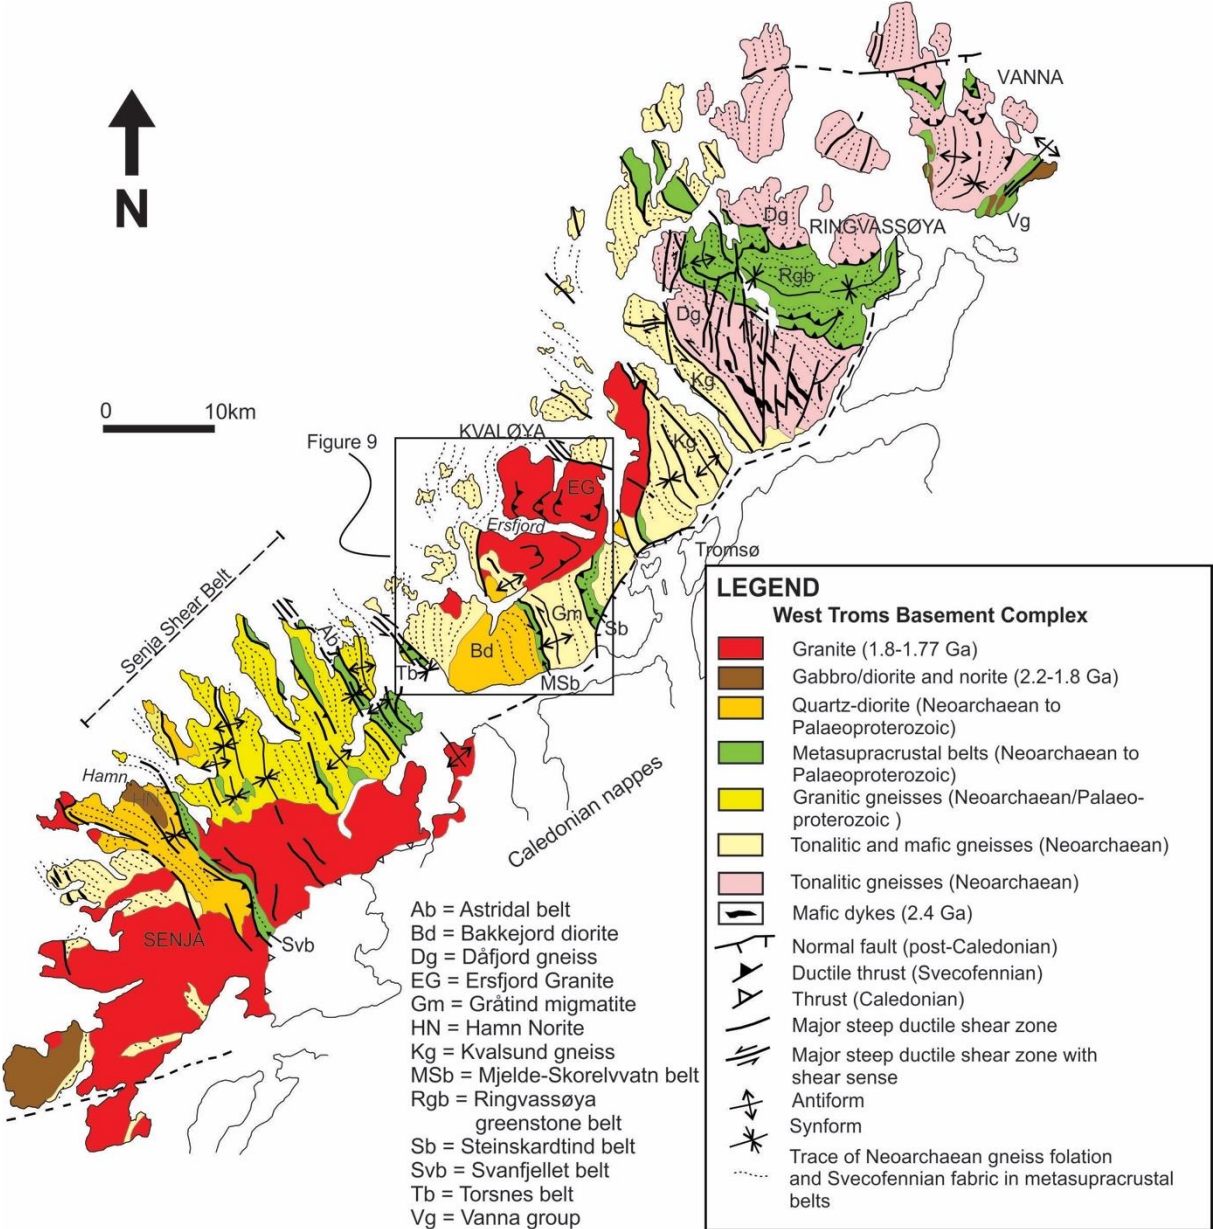 VANNA
N
Dg
RINGVASSØYA
Vg
Rgb
Dg
0 10km
Kg
KVALØYA
Figure 9
Kg
EG
Ersfjord
Tromsø
Senja Shear Belt
Ab
Gm
Sb
Bd
Tb
MSb
Hamn
HN
Caledonian nappes
SENJA
Svb
Ab = Astridal belt
Bd = Bakkejord diorite
Dg = Dåfjord gneiss
EG = Ersfjord Granite
Gm = Gråtind migmatite
HN = Hamn Norite
Kg = Kvalsund gneiss
MSb = Mjelde-Skorelvvatn belt
Rgb = Ringvassøya
greenstone belt
Sb = Steinskardtind belt
Svb = Svanfjellet belt
Tb = Torsnes belt
Vg = Vanna group
LEGEND
West Troms Basement Complex
Granite (1.8-1.77 Ga)
Gabbro/diorite and norite (2.2-1.8 Ga)
Quartz-diorite (Neoarchaean to
Palaeoproterozoic)
Metasupracrustal belts (Neoarchaean to
Palaeoproterozoic)
Granitic gneisses (Neoarchaean/Palaeo-
proterozoic )
Tonalitic and mafic gneisses (Neoarchaean)
Tonalitic gneisses (Neoarchaean)
Mafic dykes (2.4 Ga)
Normal fault (post-Caledonian)
Ductile thrust (Svecofennian)
Thrust (Caledonian)
Major steep ductile shear zone
Major steep ductile shear zone with
shear sense
Antiform
Synform
Trace of Neoarchaean gneiss folation
and Svecofennian fabric in metasupracrustal
belts